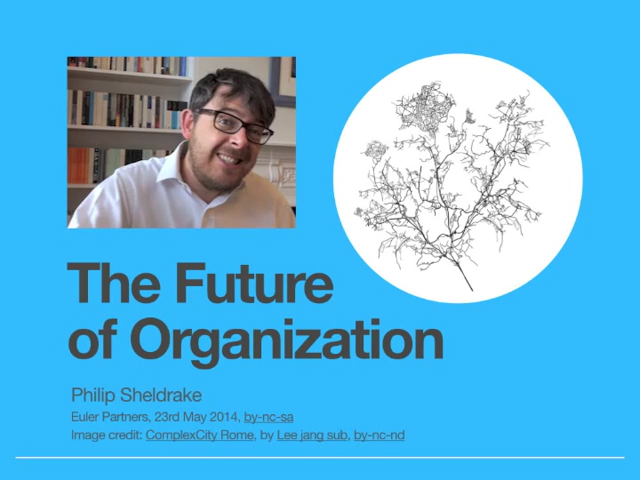 The Future
of Organization
Philip Sheldrake
Euler Partners, 23rd May 2014, by-nc-sa
Image credit: ComplexCity Rome, by Lee jang sub, by-nc-nd